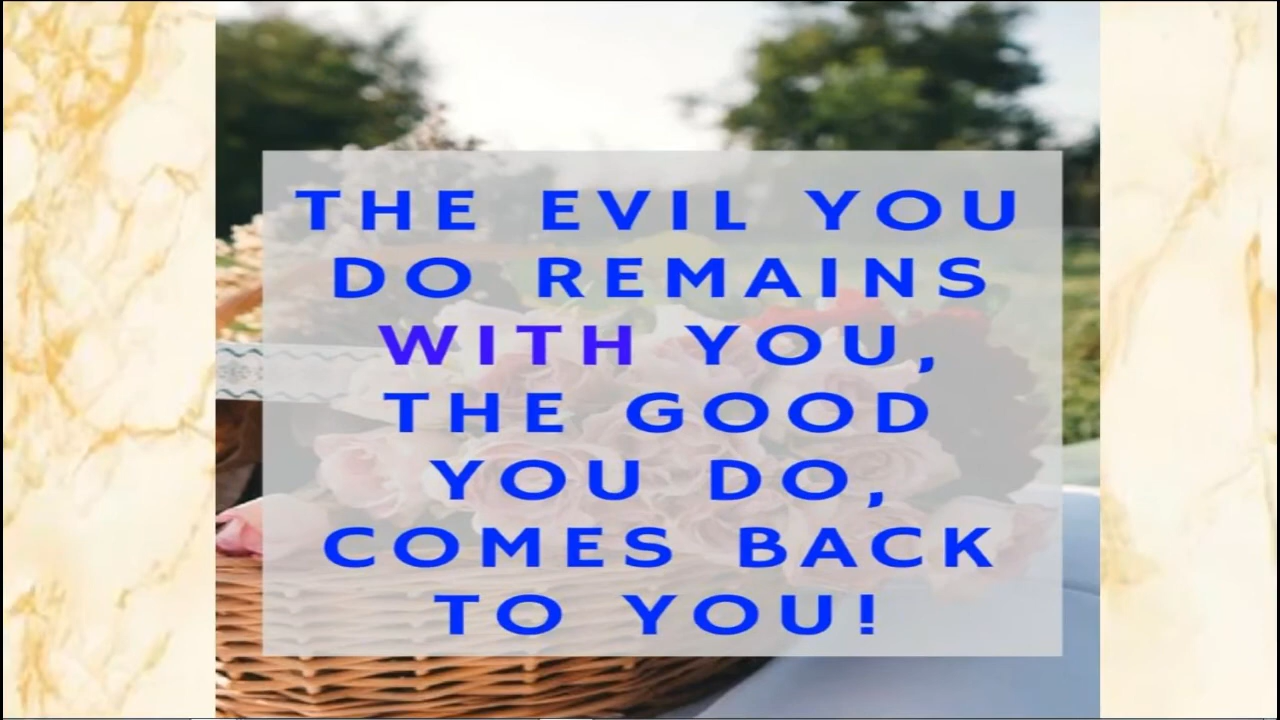 THE EVIL YOU
DO REMAINS
WITH YOU,
THE GOOD
YOU DO,
COMES BACK
TO YOU!